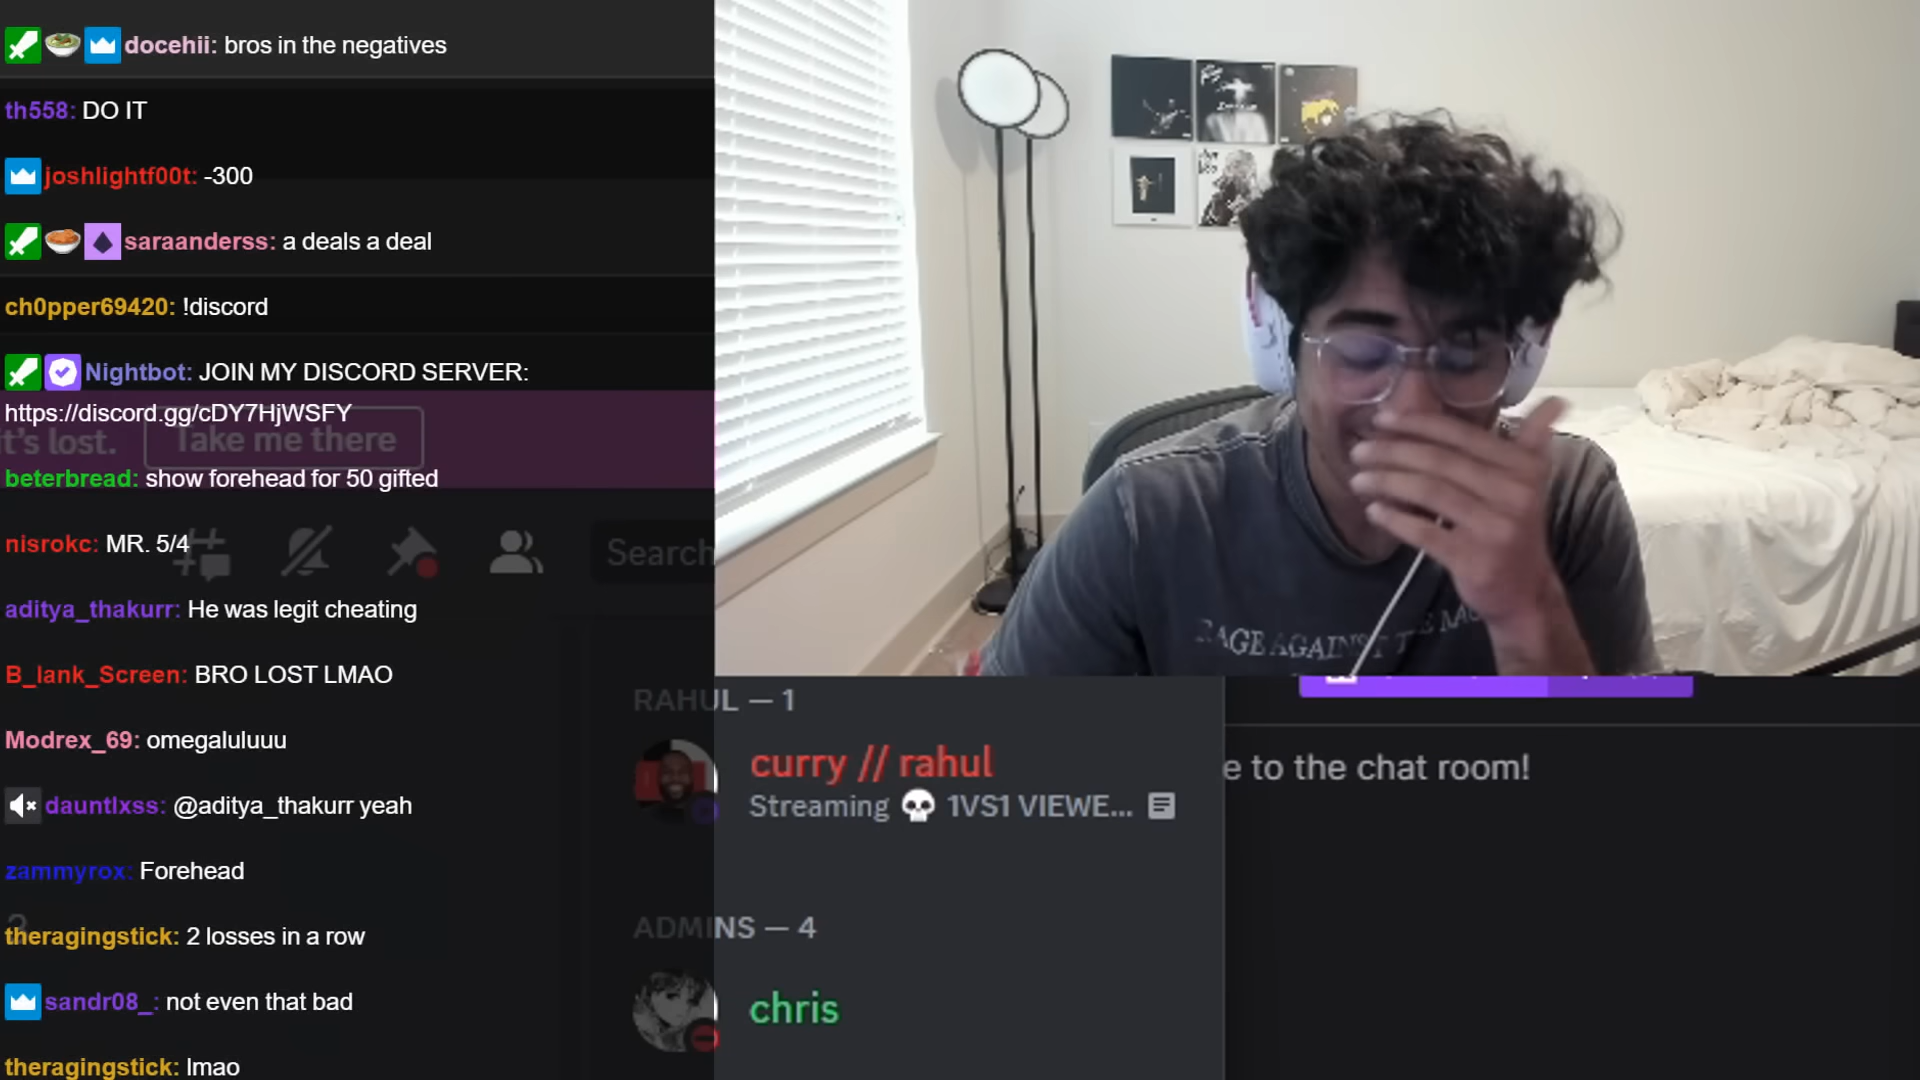 docehii: bros in the negatives
th558: DO IT
joshlightf00t: -300
saraanderss: a deals a deal
ch0pper69420: !discord
Nightbot: JOIN MY DISCORD SERVER:
https://discord.gg/cDY7HjWSFY
it's lost. Take me there
beterbread: show forehead for 50 gifted
nisrokc: MR. 5/4
Search
aditya_thakurr: He was legit cheating
B_lank_Screen: BRO LOST LMAO
Modrex_69: omegaluluuu
dauntlxss: @aditya_thakurr yeah
zammyrox: Forehead
theragingstick: 2 losses in a row
sandr08_: not even that bad
theragingstick: lmao
RAGE AGAINST THE
RAHUL — 1
curry // rahul
Streaming 💀 1VS1 VIEWE...
e to the chat room!
ADMINS — 4
chris